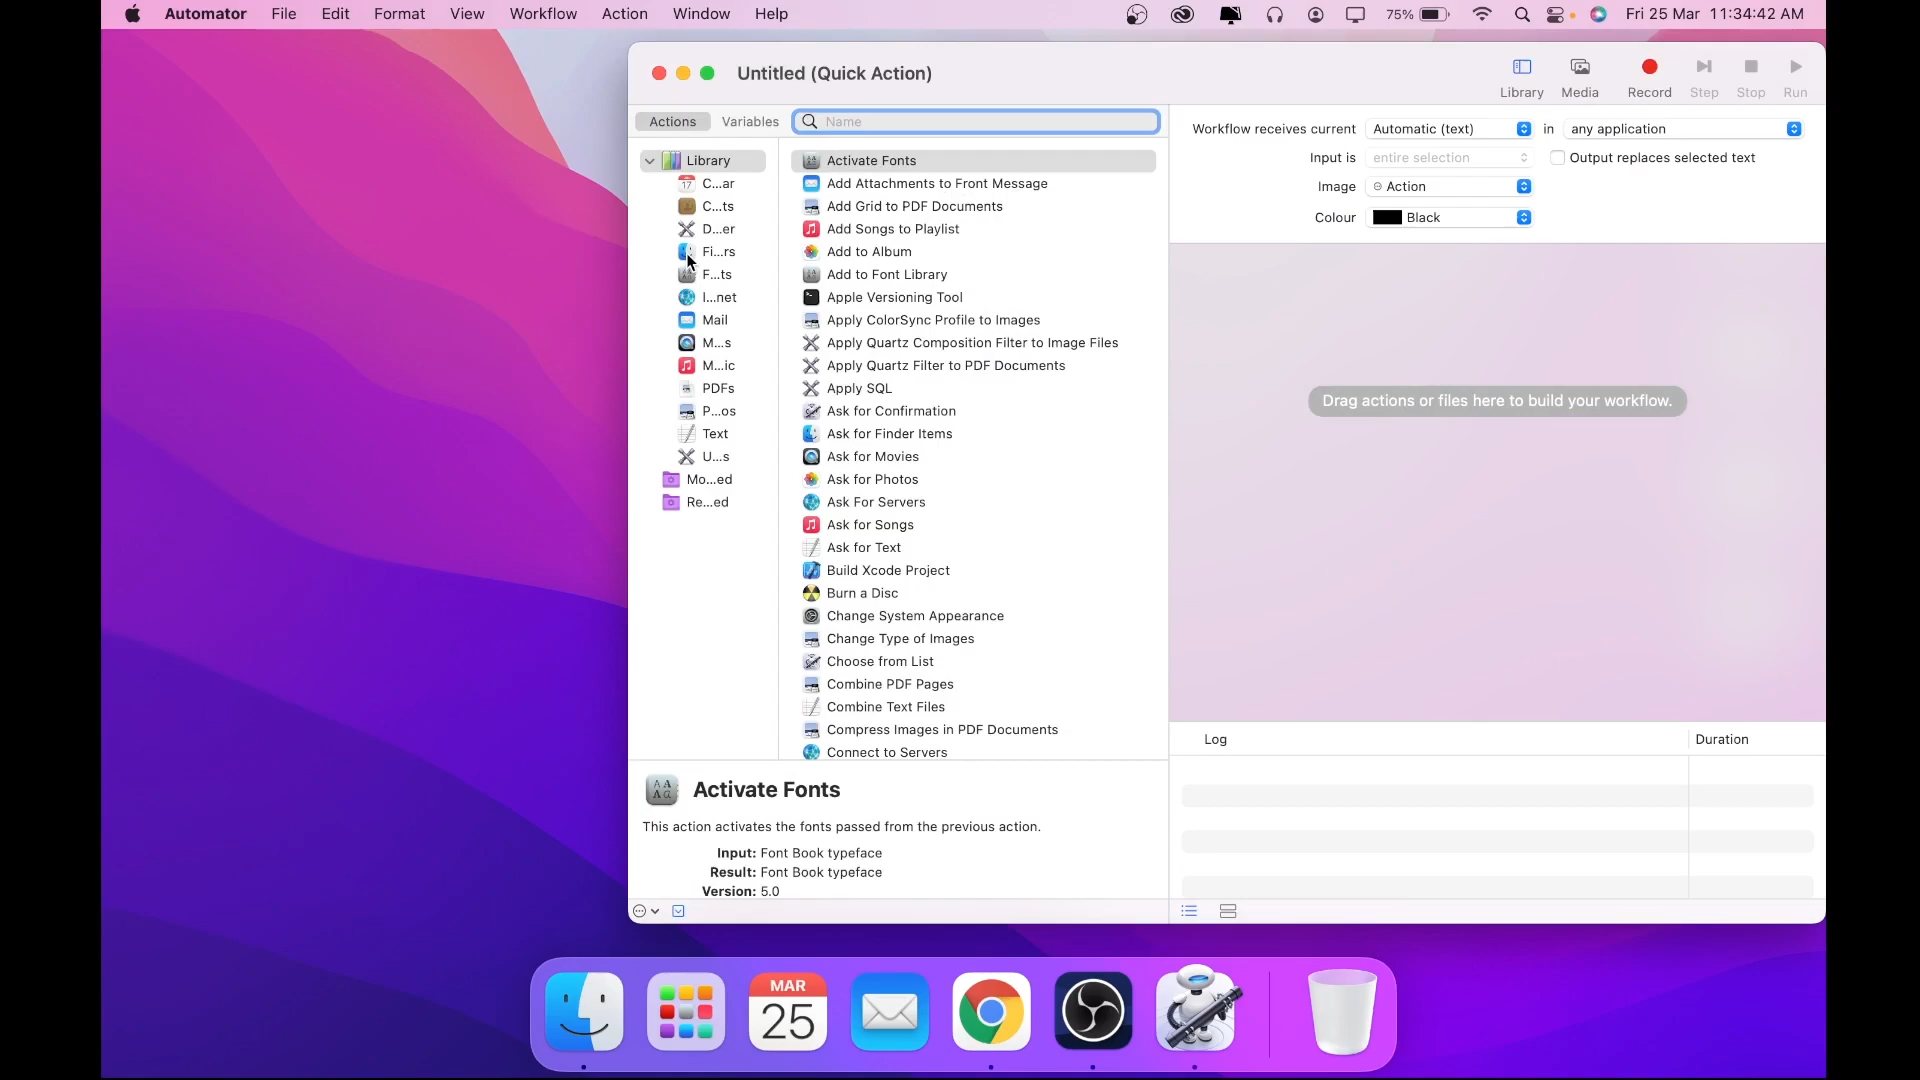 Automator File Edit Format View Workflow Action Window Help 75% Fri 25 Mar 11:34:42 AM
Untitled (Quick Action)
Library Media Record Step Stop Run
Actions Variables Name
Library
C...ar
C...ts
D...er
Fi...rs
F...ts
I...net
Mail
M...s
M...ic
PDFs
P...os
Text
U...s
Mo...ed
Re...ed
Activate Fonts
Add Attachments to Front Message
Add Grid to PDF Documents
Add Songs to Playlist
Add to Album
Add to Font Library
Apple Versioning Tool
Apply ColorSync Profile to Images
Apply Quartz Composition Filter to Image Files
Apply Quartz Filter to PDF Documents
Apply SQL
Ask for Confirmation
Ask for Finder Items
Ask for Movies
Ask for Photos
Ask For Servers
Ask for Songs
Ask for Text
Build Xcode Project
Burn a Disc
Change System Appearance
Change Type of Images
Choose from List
Combine PDF Pages
Combine Text Files
Compress Images in PDF Documents
Connect to Servers
Workflow receives current Automatic (text) in any application
Input is entire selection Output replaces selected text
Image Action
Colour Black
Drag actions or files here to build your workflow.
Log Duration
Activate Fonts
This action activates the fonts passed from the previous action.
Input: Font Book typeface
Result: Font Book typeface
Version: 5.0
MAR
25